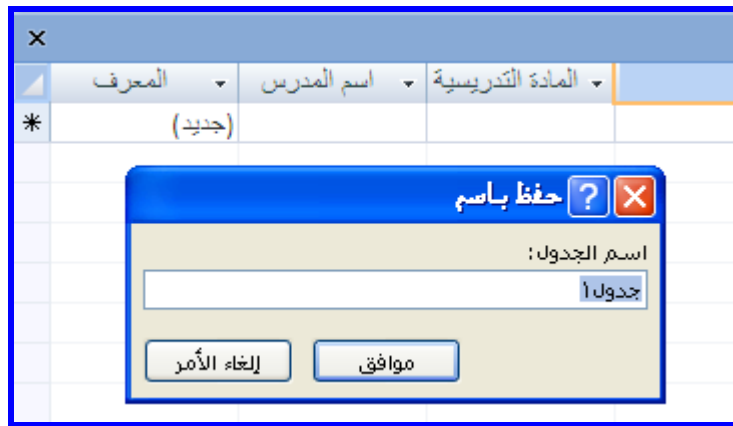 المعرف اسم المدرس المادة التدريسية
(جديد)
حفظ باسم
اسم الجدول:
جدول1
موافق إلغاء الأمر